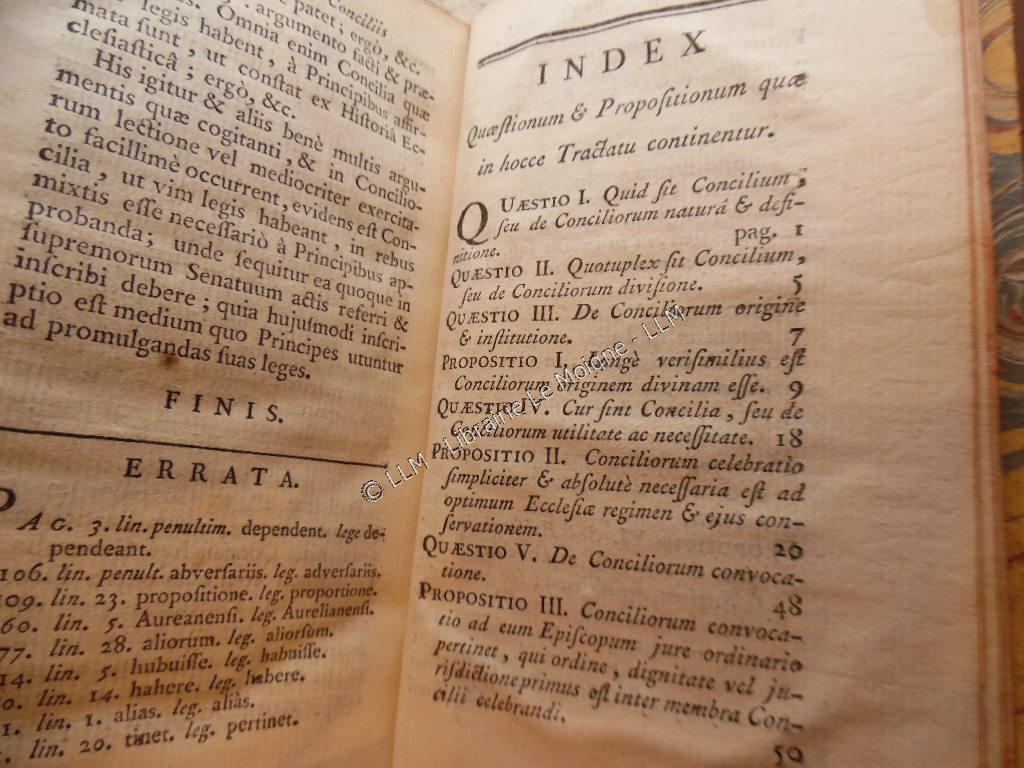 Conciliis
patet; ergò, &c.
argumento facti & præ-
Omnia enim Concilia quæ
legis habent, à Principibus affir-
mata sunt, ut constat ex Historiâ Ec-
clesiasticâ; ergò, &c.
His igitur & aliis benè multis argu-
mentis quæ cogitanti, & in Concilio-
rum lectione vel mediocriter exercita-
to facillimè occurrent, evidens est Con-
cilia, ut vim legis habeant, in rebus
mixtis esse necessariò à Principibus ap-
probanda; unde sequitur ea quoque in
supremorum Senatuum actis referri &
inscribi debere; quia hujusmodi inscri-
ptio est medium quo Principes utuntur
ad promulgandas suas leges.
FINIS.
ERRATA.
PAG. 3. lin. penultim. dependent. lege de-
pendeant.
106. lin. penult. abversariis. leg. adversariis.
109. lin. 23. propositione. leg. proportione.
60. lin. 5. Aureanensi. leg. Aurelianensi.
77. lin. 28. aliorum. leg. aliorsùm.
14. lin. 5. hubuisse. leg. habuisse.
0. lin. 14. hahere. leg. habere.
1. lin. 1. alias. leg. aliàs.
lin. 20. tinet. leg. pertinet.
INDEX
Quæstionum & Propositionum quæ
in hocce Tractatu continentur.
QUÆSTIO I. Quid sit Concilium;
seu de Conciliorum naturâ & defi-
nitione. pag. 1
QUÆSTIO II. Quotuplex sit Concilium,
seu de Conciliorum divisione. 5
QUÆSTIO III. De Conciliorum origine
& institutione. 7
PROPOSITIO I. Longè verisimilius est
Conciliorum originem divinam esse. 9
QUÆSTIO IV. Cur sint Concilia, seu de
Conciliorum utilitate ac necessitate. 18
PROPOSITIO II. Conciliorum celebratio
simpliciter & absolutè necessaria est ad
optimum Ecclesiæ regimen & ejus con-
servationem. 20
QUÆSTIO V. De Conciliorum convoca-
tione. 48
PROPOSITIO III. Conciliorum convoca-
tio ad eum Episcopum jure ordinario
pertinet, qui ordine, dignitate vel ju-
risdictione primus est inter membra Con-
cilii celebrandi. 50
© LLM - Librairie Le Moigne - LLM